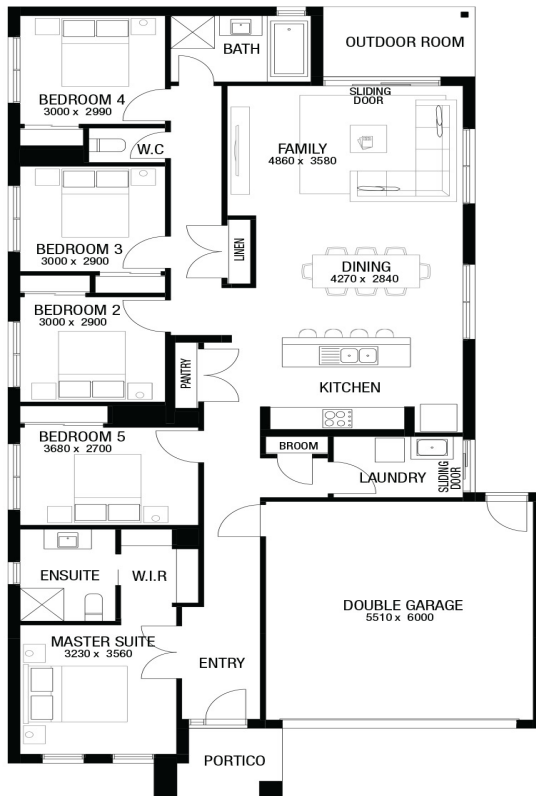 BATH
OUTDOOR ROOM
BEDROOM 4
3000 x 2990
SLIDING
DOOR
W.C
FAMILY
4860 x 3580
BEDROOM 3
3000 x 2900
LINEN
DINING
4270 x 2840
BEDROOM 2
3000 x 2900
PANTRY
KITCHEN
BEDROOM 5
3680 x 2700
BROOM
LAUNDRY
SLIDING
DOOR
ENSUITE
W.I.R
DOUBLE GARAGE
5510 x 6000
MASTER SUITE
3230 x 3560
ENTRY
PORTICO